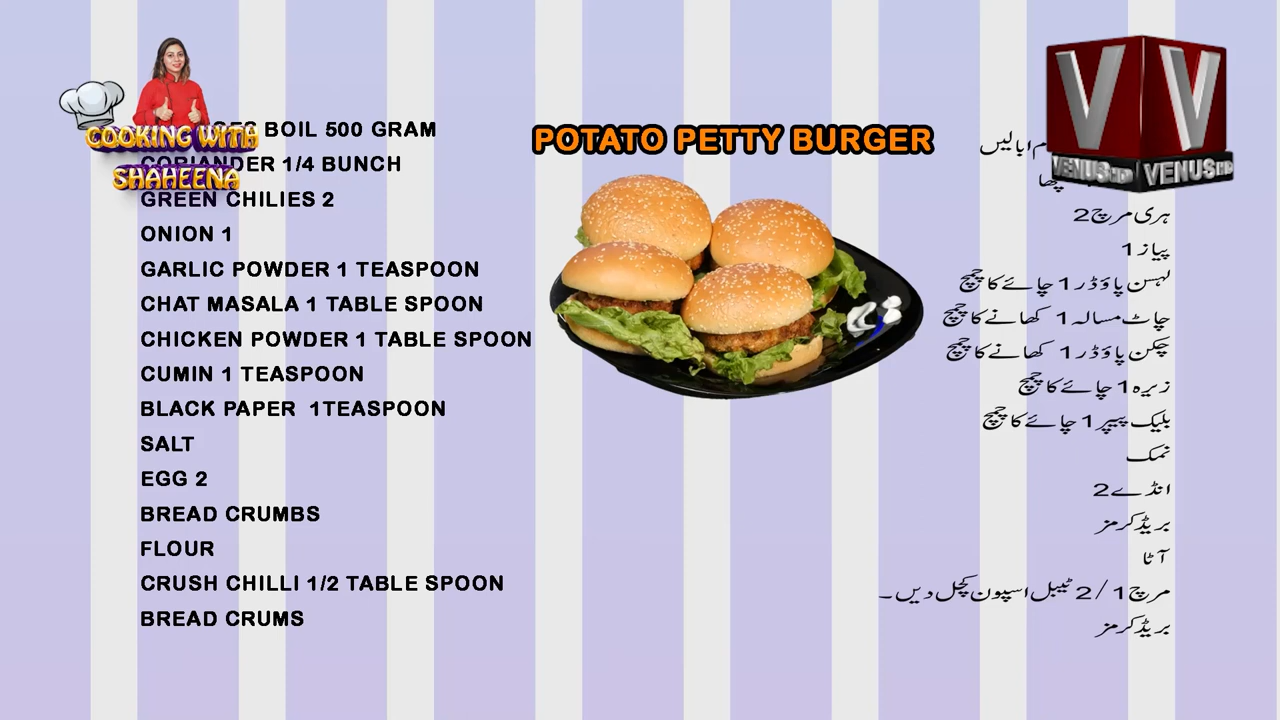 COOKING WITH
SHAHEENA
BOIL 500 GRAM
CORIANDER 1/4 BUNCH
GREEN CHILIES 2
ONION 1
GARLIC POWDER 1 TEASPOON
CHAT MASALA 1 TABLE SPOON
CHICKEN POWDER 1 TABLE SPOON
CUMIN 1 TEASPOON
BLACK PAPER 1TEASPOON
SALT
EGG 2
BREAD CRUMBS
FLOUR
CRUSH CHILLI 1/2 TABLE SPOON
BREAD CRUMS
POTATO PETTY BURGER
VENUS HD VENUS HD
ابالیں
ہری مرچ 2
پیاز 1
لہسن پاؤڈر 1 چائے کا چمچ
چاٹ مسالہ 1 کھانے کا چمچ
چکن پاؤڈر 1 کھانے کا چمچ
زیرہ 1 چائے کا چمچ
بلیک پیپر 1 چائے کا چمچ
نمک
انڈے 2
بریڈ کرمز
آٹا
مرچ 1 / 2 ٹیبل اسپون کچل دیں۔
بریڈ کرمز